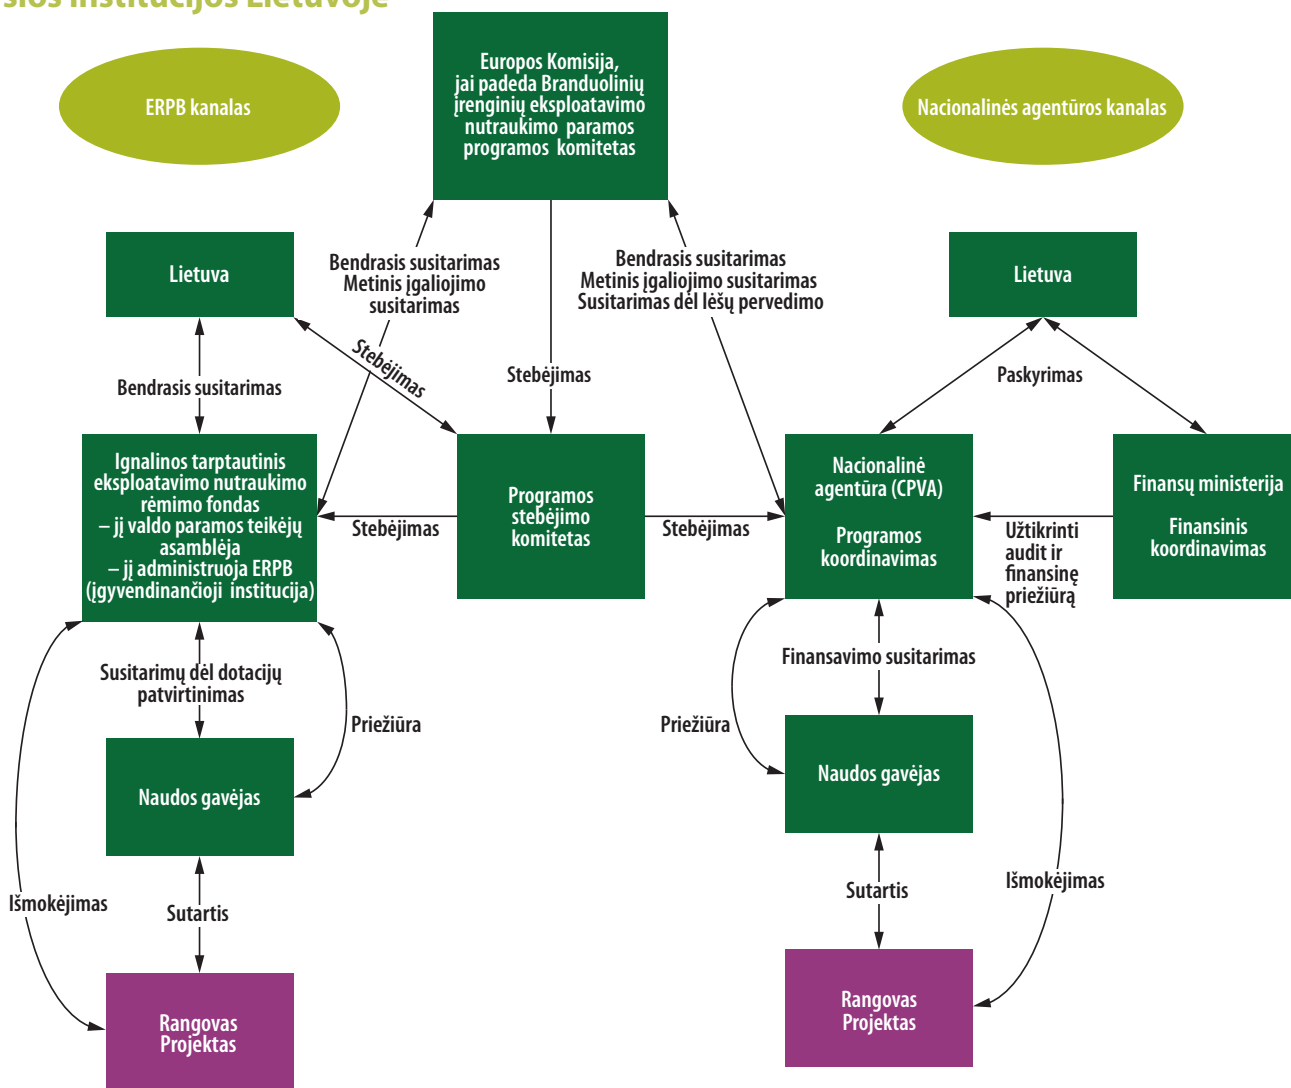 sios institucijos Lietuvoje
ERPB kanalas
Europos Komisija,
jai padeda Branduolinių
įrenginių eksploatavimo
nutraukimo paramos
programos komitetas
Nacionalinės agentūros kanalas
Lietuva
Bendrasis susitarimas
Metinis įgaliojimo
susitarimas
Bendrasis susitarimas
Metinis įgaliojimo susitarimas
Susitarimas dėl lėšų pervedimo
Lietuva
Stebėjimas
Bendrasis susitarimas
Stebėjimas
Paskyrimas
Ignalinos tarptautinis
eksploatavimo nutraukimo
rėmimo fondas
– jį valdo paramos teikėjų
asamblėja
– jį administruoja ERPB
(įgyvendinančioji institucija)
Stebėjimas
Programos
stebėjimo
komitetas
Stebėjimas
Nacionalinė
agentūra (CPVA)
Programos
koordinavimas
Užtikrinti
audit ir
finansinę
priežiūrą
Finansų ministerija
Finansinis
koordinavimas
Susitarimų dėl dotacijų
patvirtinimas
Priežiūra
Finansavimo susitarimas
Priežiūra
Naudos gavėjas
Naudos gavėjas
Išmokėjimas
Sutartis
Sutartis
Išmokėjimas
Rangovas
Projektas
Rangovas
Projektas